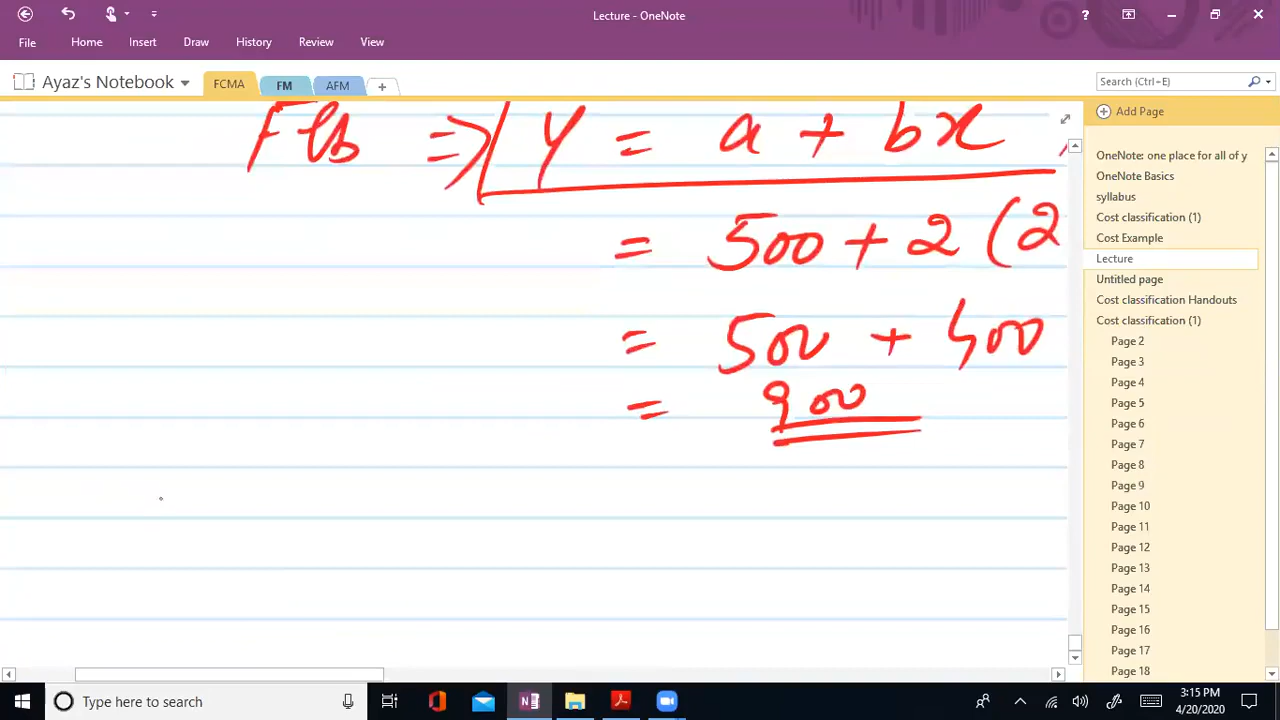 Lecture - OneNote
?
File Home Insert Draw History Review View
Ayaz's Notebook FCMA FM AFM +
Search (Ctrl+E)
Add Page
Feb ⇒ y = a + bx
= 500 + 2 (2
= 500 + 400
= 900
OneNote: one place for all of y
OneNote Basics
syllabus
Cost classification (1)
Cost Example
Lecture
Untitled page
Cost classification Handouts
Cost classification (1)
Page 2
Page 3
Page 4
Page 5
Page 6
Page 7
Page 8
Page 9
Page 10
Page 11
Page 12
Page 13
Page 14
Page 15
Page 16
Page 17
Page 18
Type here to search
3:15 PM
4/20/2020